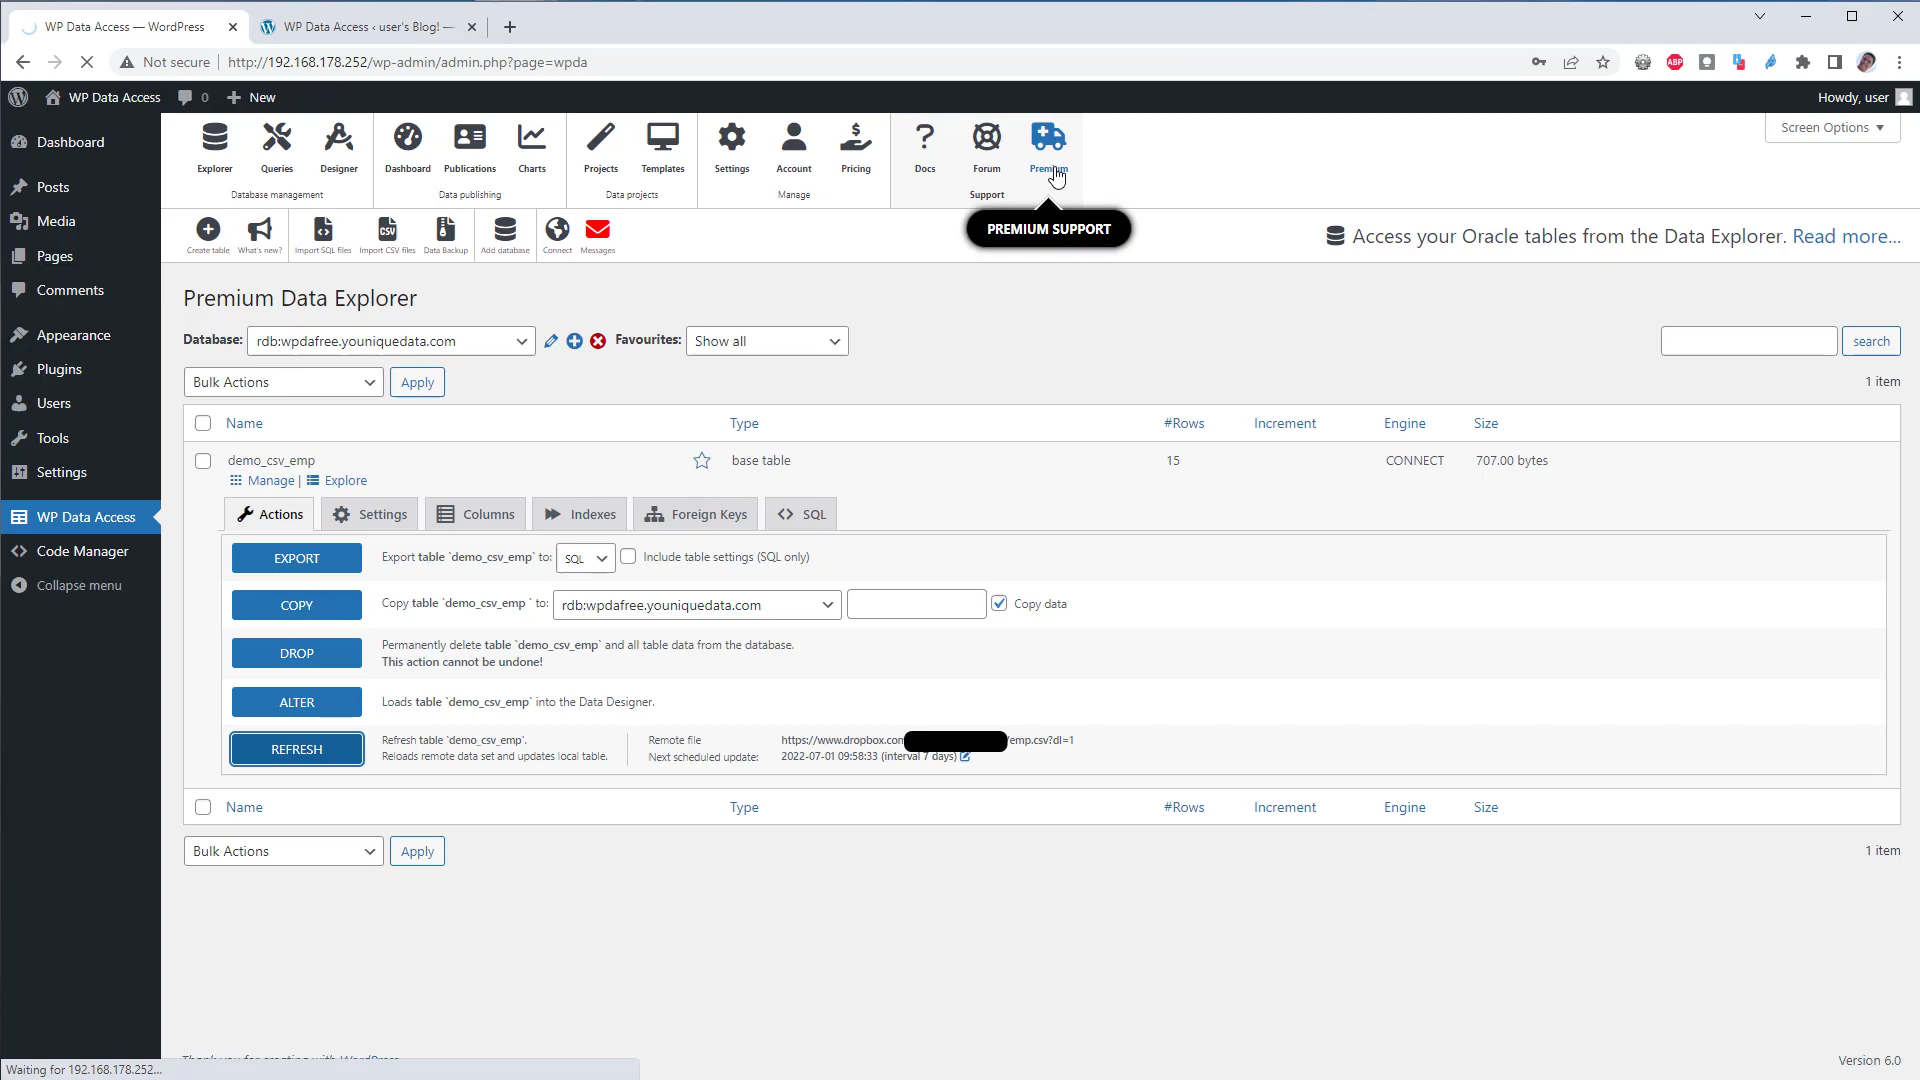 WP Data Access — WordPress
WP Data Access ‹ user's Blog! —
Not secure
http://192.168.178.252/wp-admin/admin.php?page=wpda
ABP
WP Data Access
0
New
Howdy, user
Dashboard
Posts
Media
Pages
Comments
Appearance
Plugins
Users
Tools
Settings
WP Data Access
Code Manager
Collapse menu
Explorer
Queries
Designer
Database management
Dashboard
Publications
Charts
Data publishing
Projects
Templates
Data projects
Settings
Account
Pricing
Manage
Docs
Forum
Premium
Support
Screen Options
PREMIUM SUPPORT
Create table
What's new?
Import SQL files
CSV
Import CSV files
Data Backup
Add database
Connect
Messages
Access your Oracle tables from the Data Explorer. Read more...
Premium Data Explorer
Database:
rdb:wpdafree.youniquedata.com
Favourites:
Show all
search
Bulk Actions
Apply
1 item
Name Type #Rows Increment Engine Size
demo_csv_emp base table 15 CONNECT 707.00 bytes
Manage | Explore
Actions
Settings
Columns
Indexes
Foreign Keys
SQL
EXPORT
Export table `demo_csv_emp` to:
SQL
Include table settings (SQL only)
COPY
Copy table `demo_csv_emp ` to:
rdb:wpdafree.youniquedata.com
Copy data
DROP
Permanently delete table `demo_csv_emp` and all table data from the database.
This action cannot be undone!
ALTER
Loads table `demo_csv_emp` into the Data Designer.
REFRESH
Refresh table `demo_csv_emp`.
Reloads remote data set and updates local table.
Remote file
https://www.dropbox.com /emp.csv?dl=1
Next scheduled update:
2022-07-01 09:58:33 (interval 7 days)
Name Type #Rows Increment Engine Size
Bulk Actions
Apply
1 item
Thank you for creating with WordPress.
Version 6.0
Waiting for 192.168.178.252...